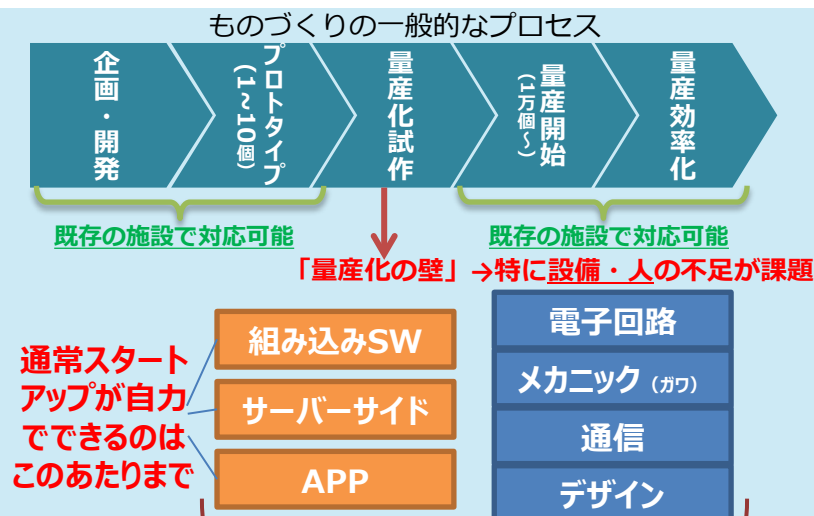 ものづくりの一般的なプロセス
企画・開発
プロトタイプ
(1~10個)
量産化試作
量産開始
(1万個~)
量産効率化
既存の施設で対応可能
既存の施設で対応可能
「量産化の壁」→特に設備・人の不足が課題
通常スタート
アップが自力
でできるのは
このあたりまで
組み込みSW
サーバーサイド
APP
電子回路
メカニック(ガワ)
通信
デザイン